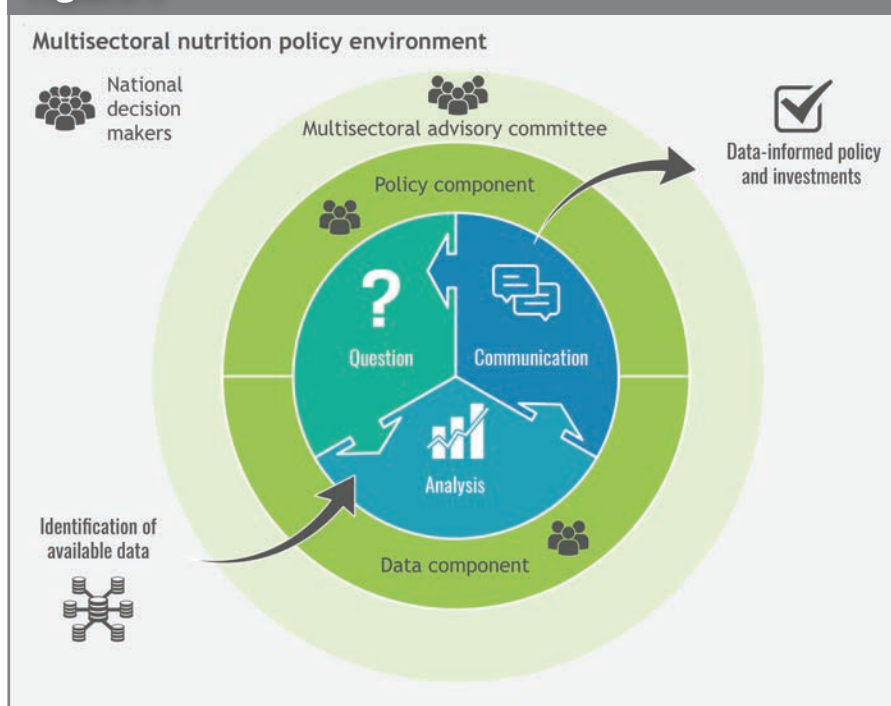 Multisectoral nutrition policy environment
National
decision
makers
Multisectoral advisory committee
Data-informed policy
and investments
Policy component
?
Question
Communication
Analysis
Identification of
available data
Data component